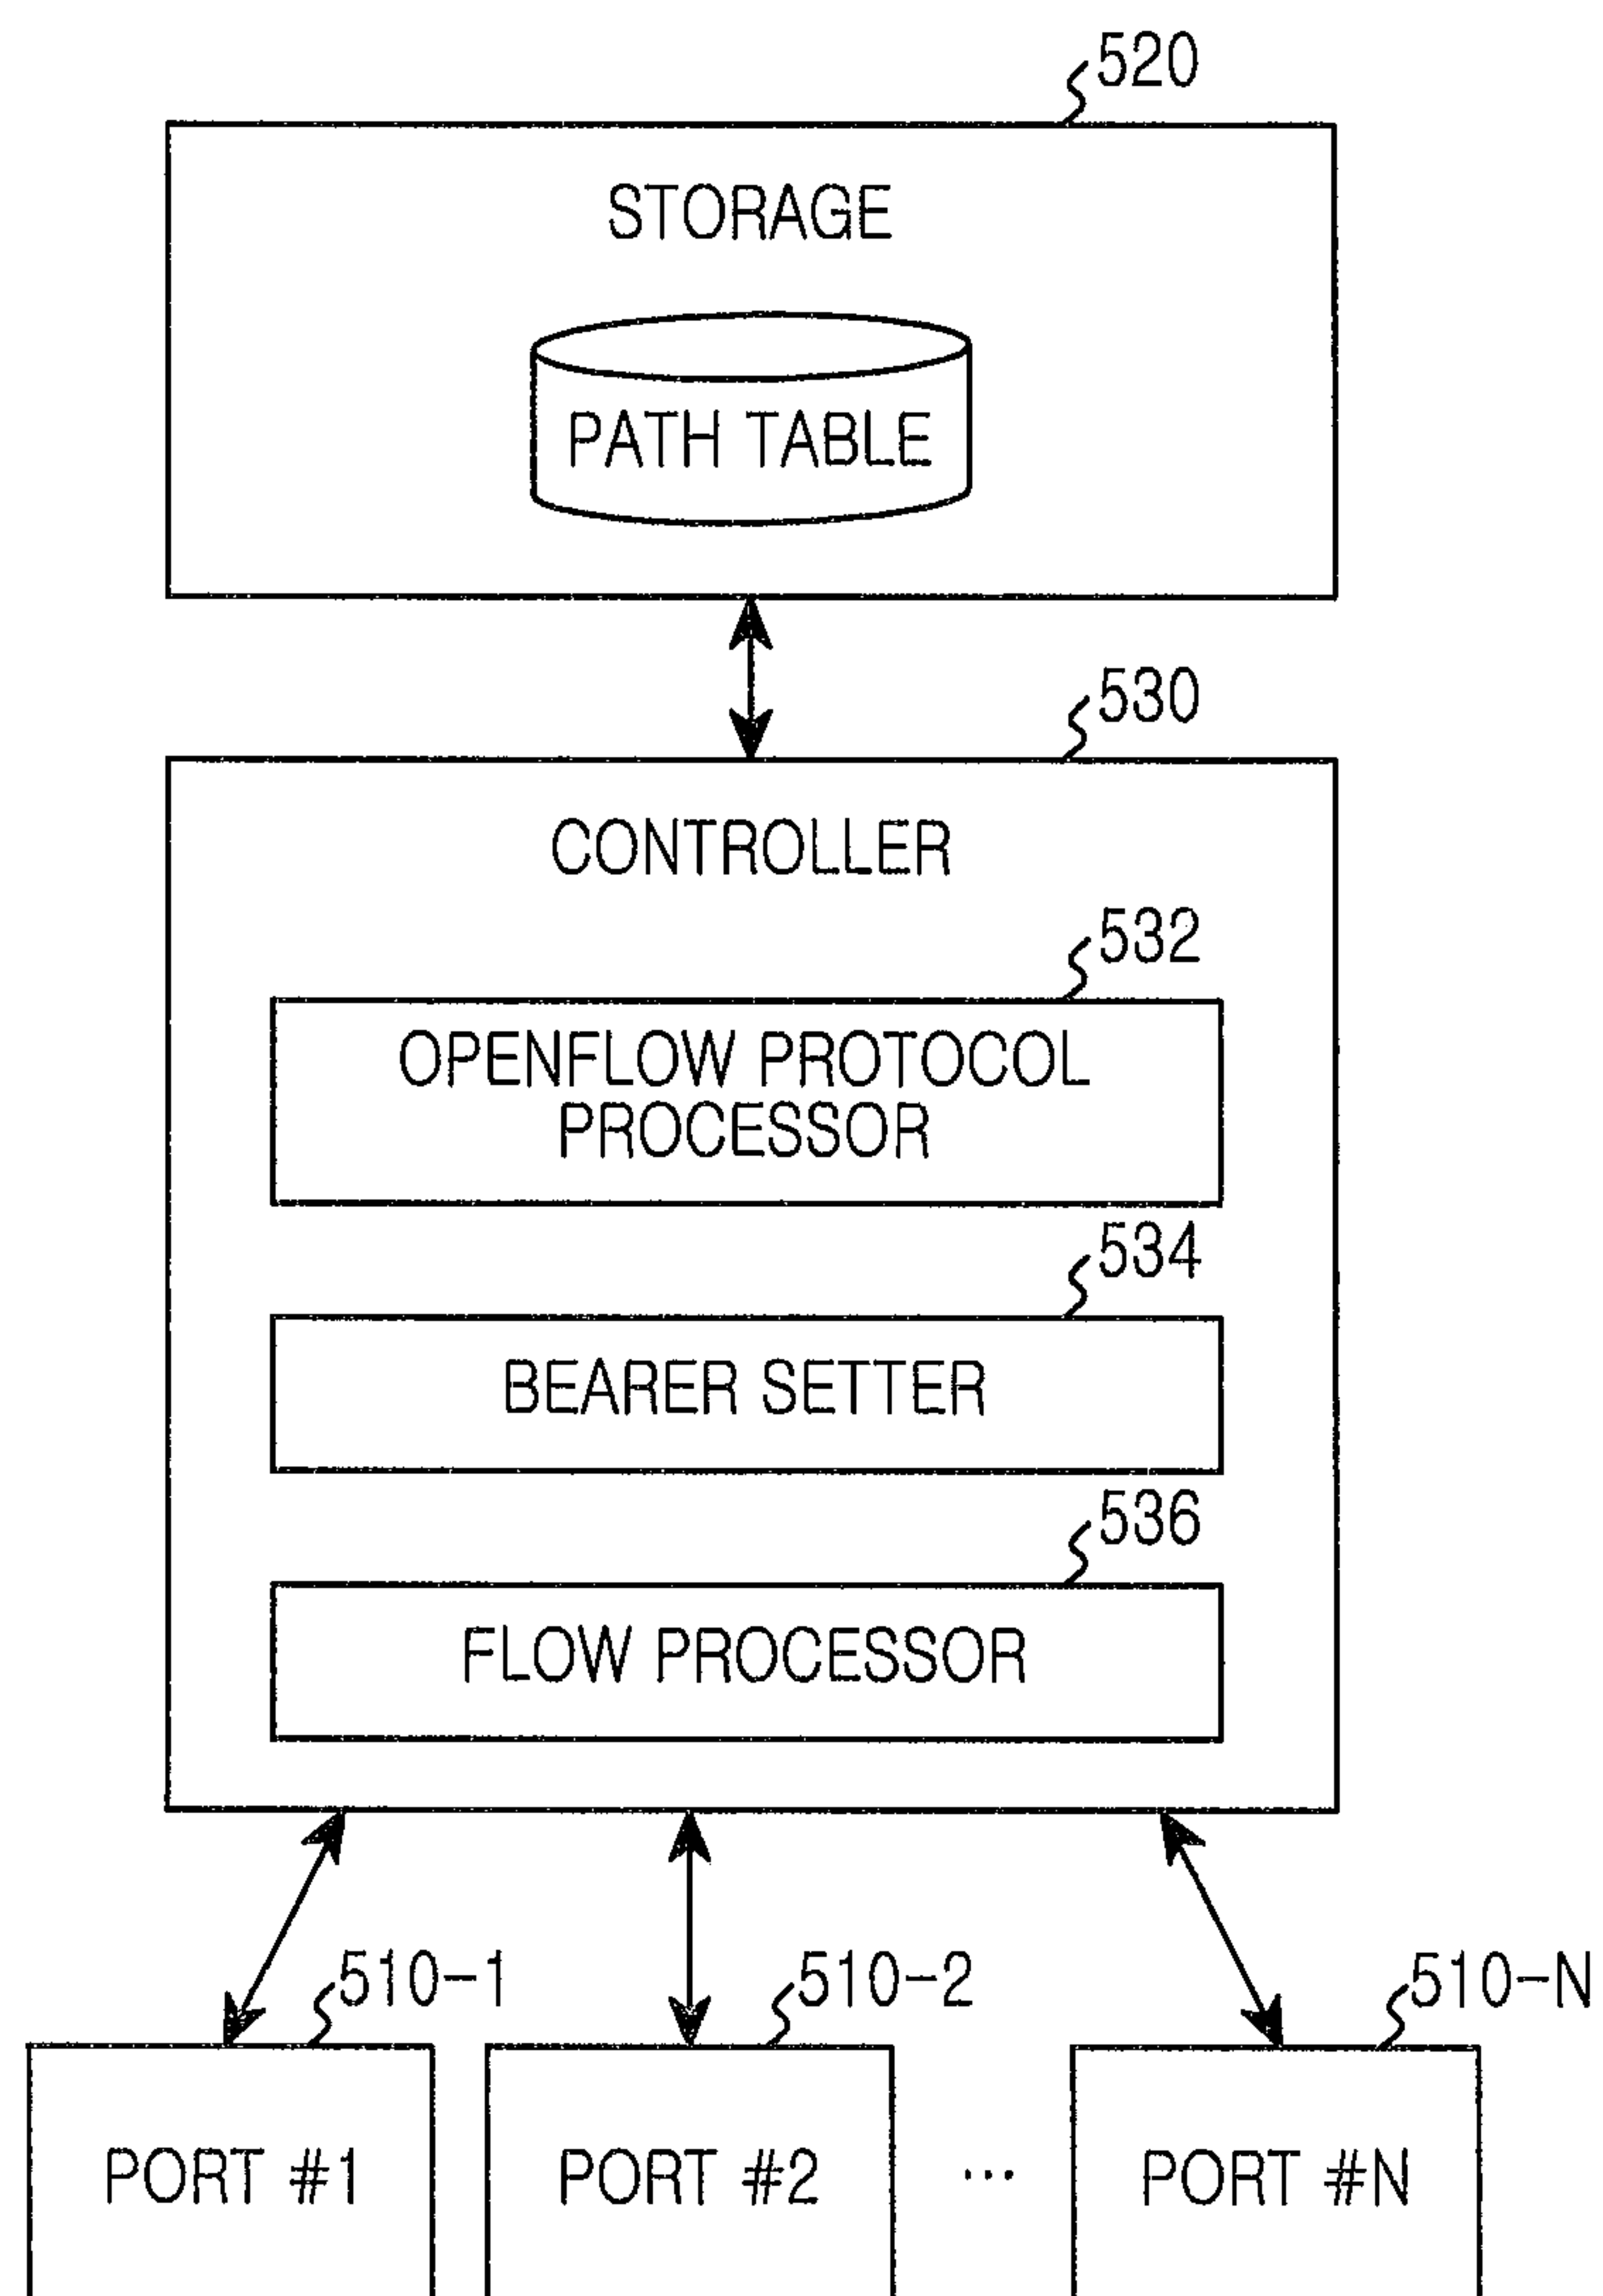 520
STORAGE
PATH TABLE
530
CONTROLLER
532
OPENFLOW PROTOCOL
PROCESSOR
534
BEARER SETTER
536
FLOW PROCESSOR
510-1
510-2
510-N
PORT #1
PORT #2
...
PORT #N